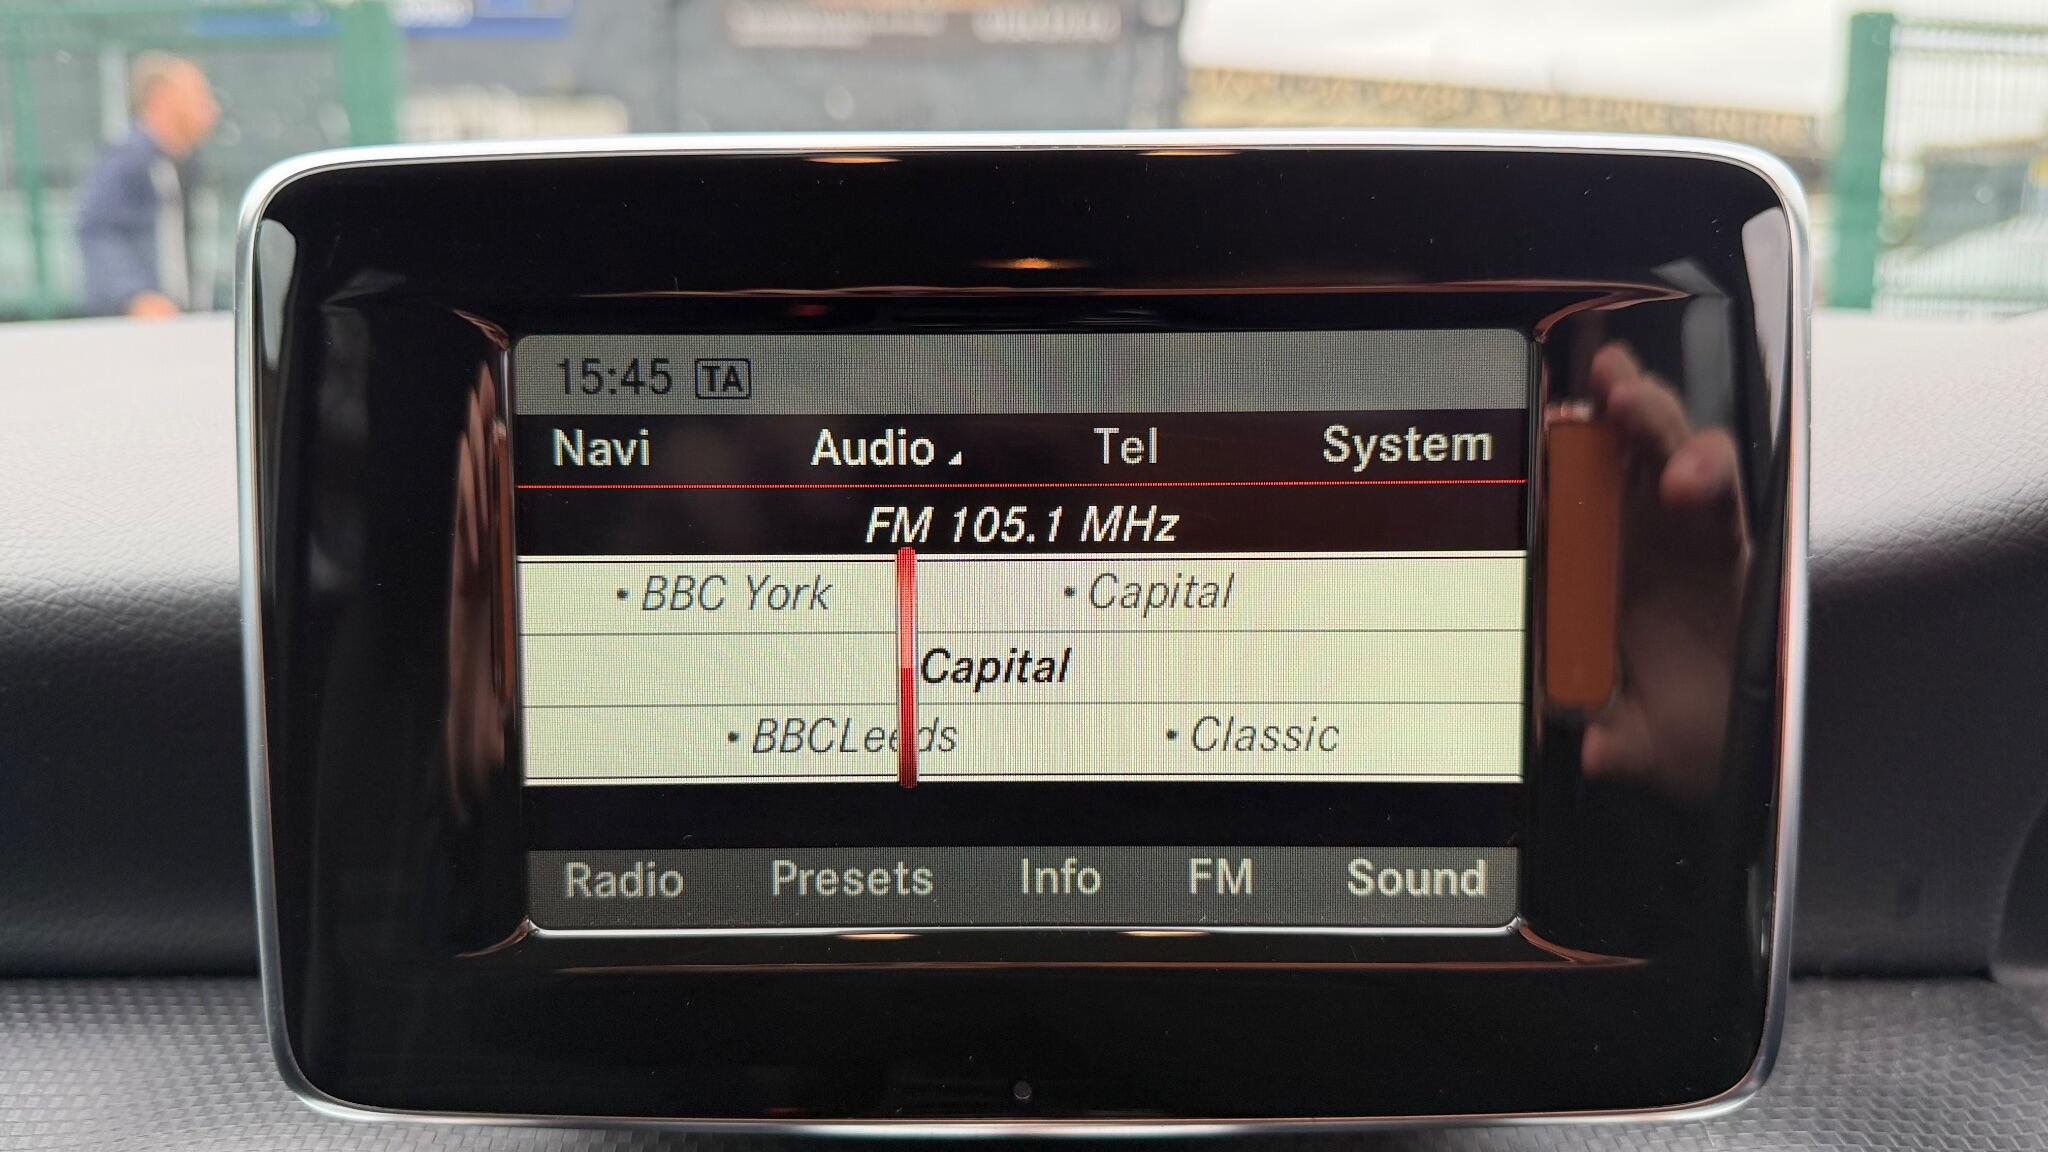 15:45 TA
Navi Audio Tel System
FM 105.1 MHz
• BBC York • Capital
Capital
• BBCLeeds • Classic
Radio Presets Info FM Sound